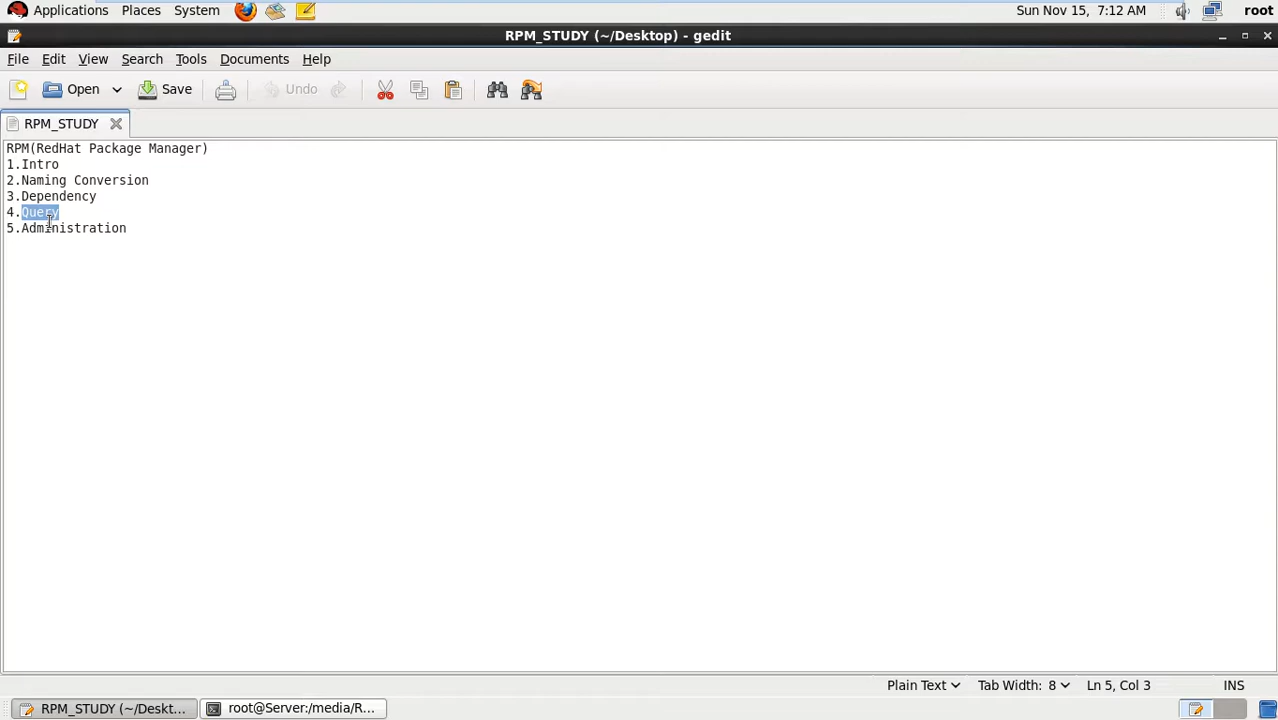 Applications Places System Sun Nov 15, 7:12 AM root
RPM_STUDY (~/Desktop) - gedit
File Edit View Search Tools Documents Help
Open Save Undo
RPM_STUDY
RPM(RedHat Package Manager)
1.Intro
2.Naming Conversion
3.Dependency
4.Query
5.Administration
Plain Text Tab Width: 8 Ln 5, Col 3 INS
RPM_STUDY (~/Deskt... root@Server:/media/R...